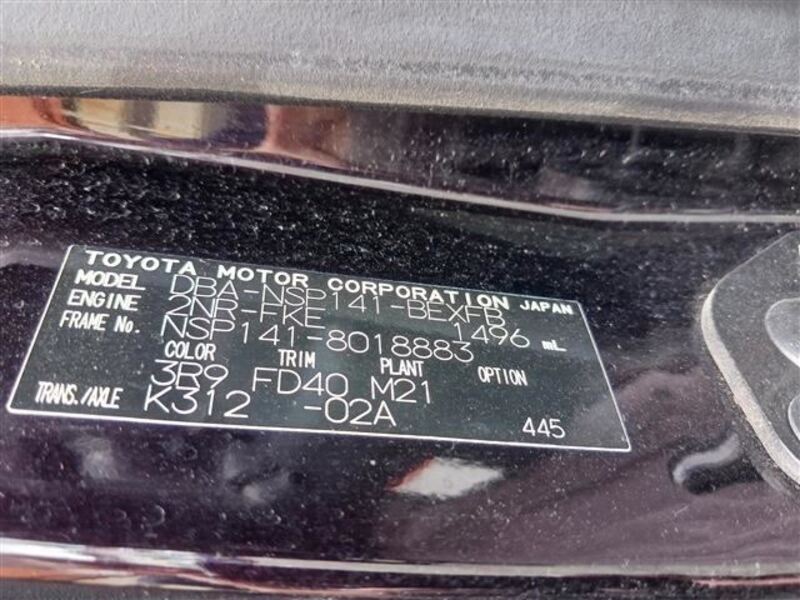 TOYOTA MOTOR CORPORATION JAPAN
MODEL DBA-NSP141-BEXFB
ENGINE 2NR-FKE 1496 mL
FRAME No. NSP141-8018883
COLOR TRIM PLANT OPTION
3R9 FD40 M21
TRANS./AXLE K312 -02A
445